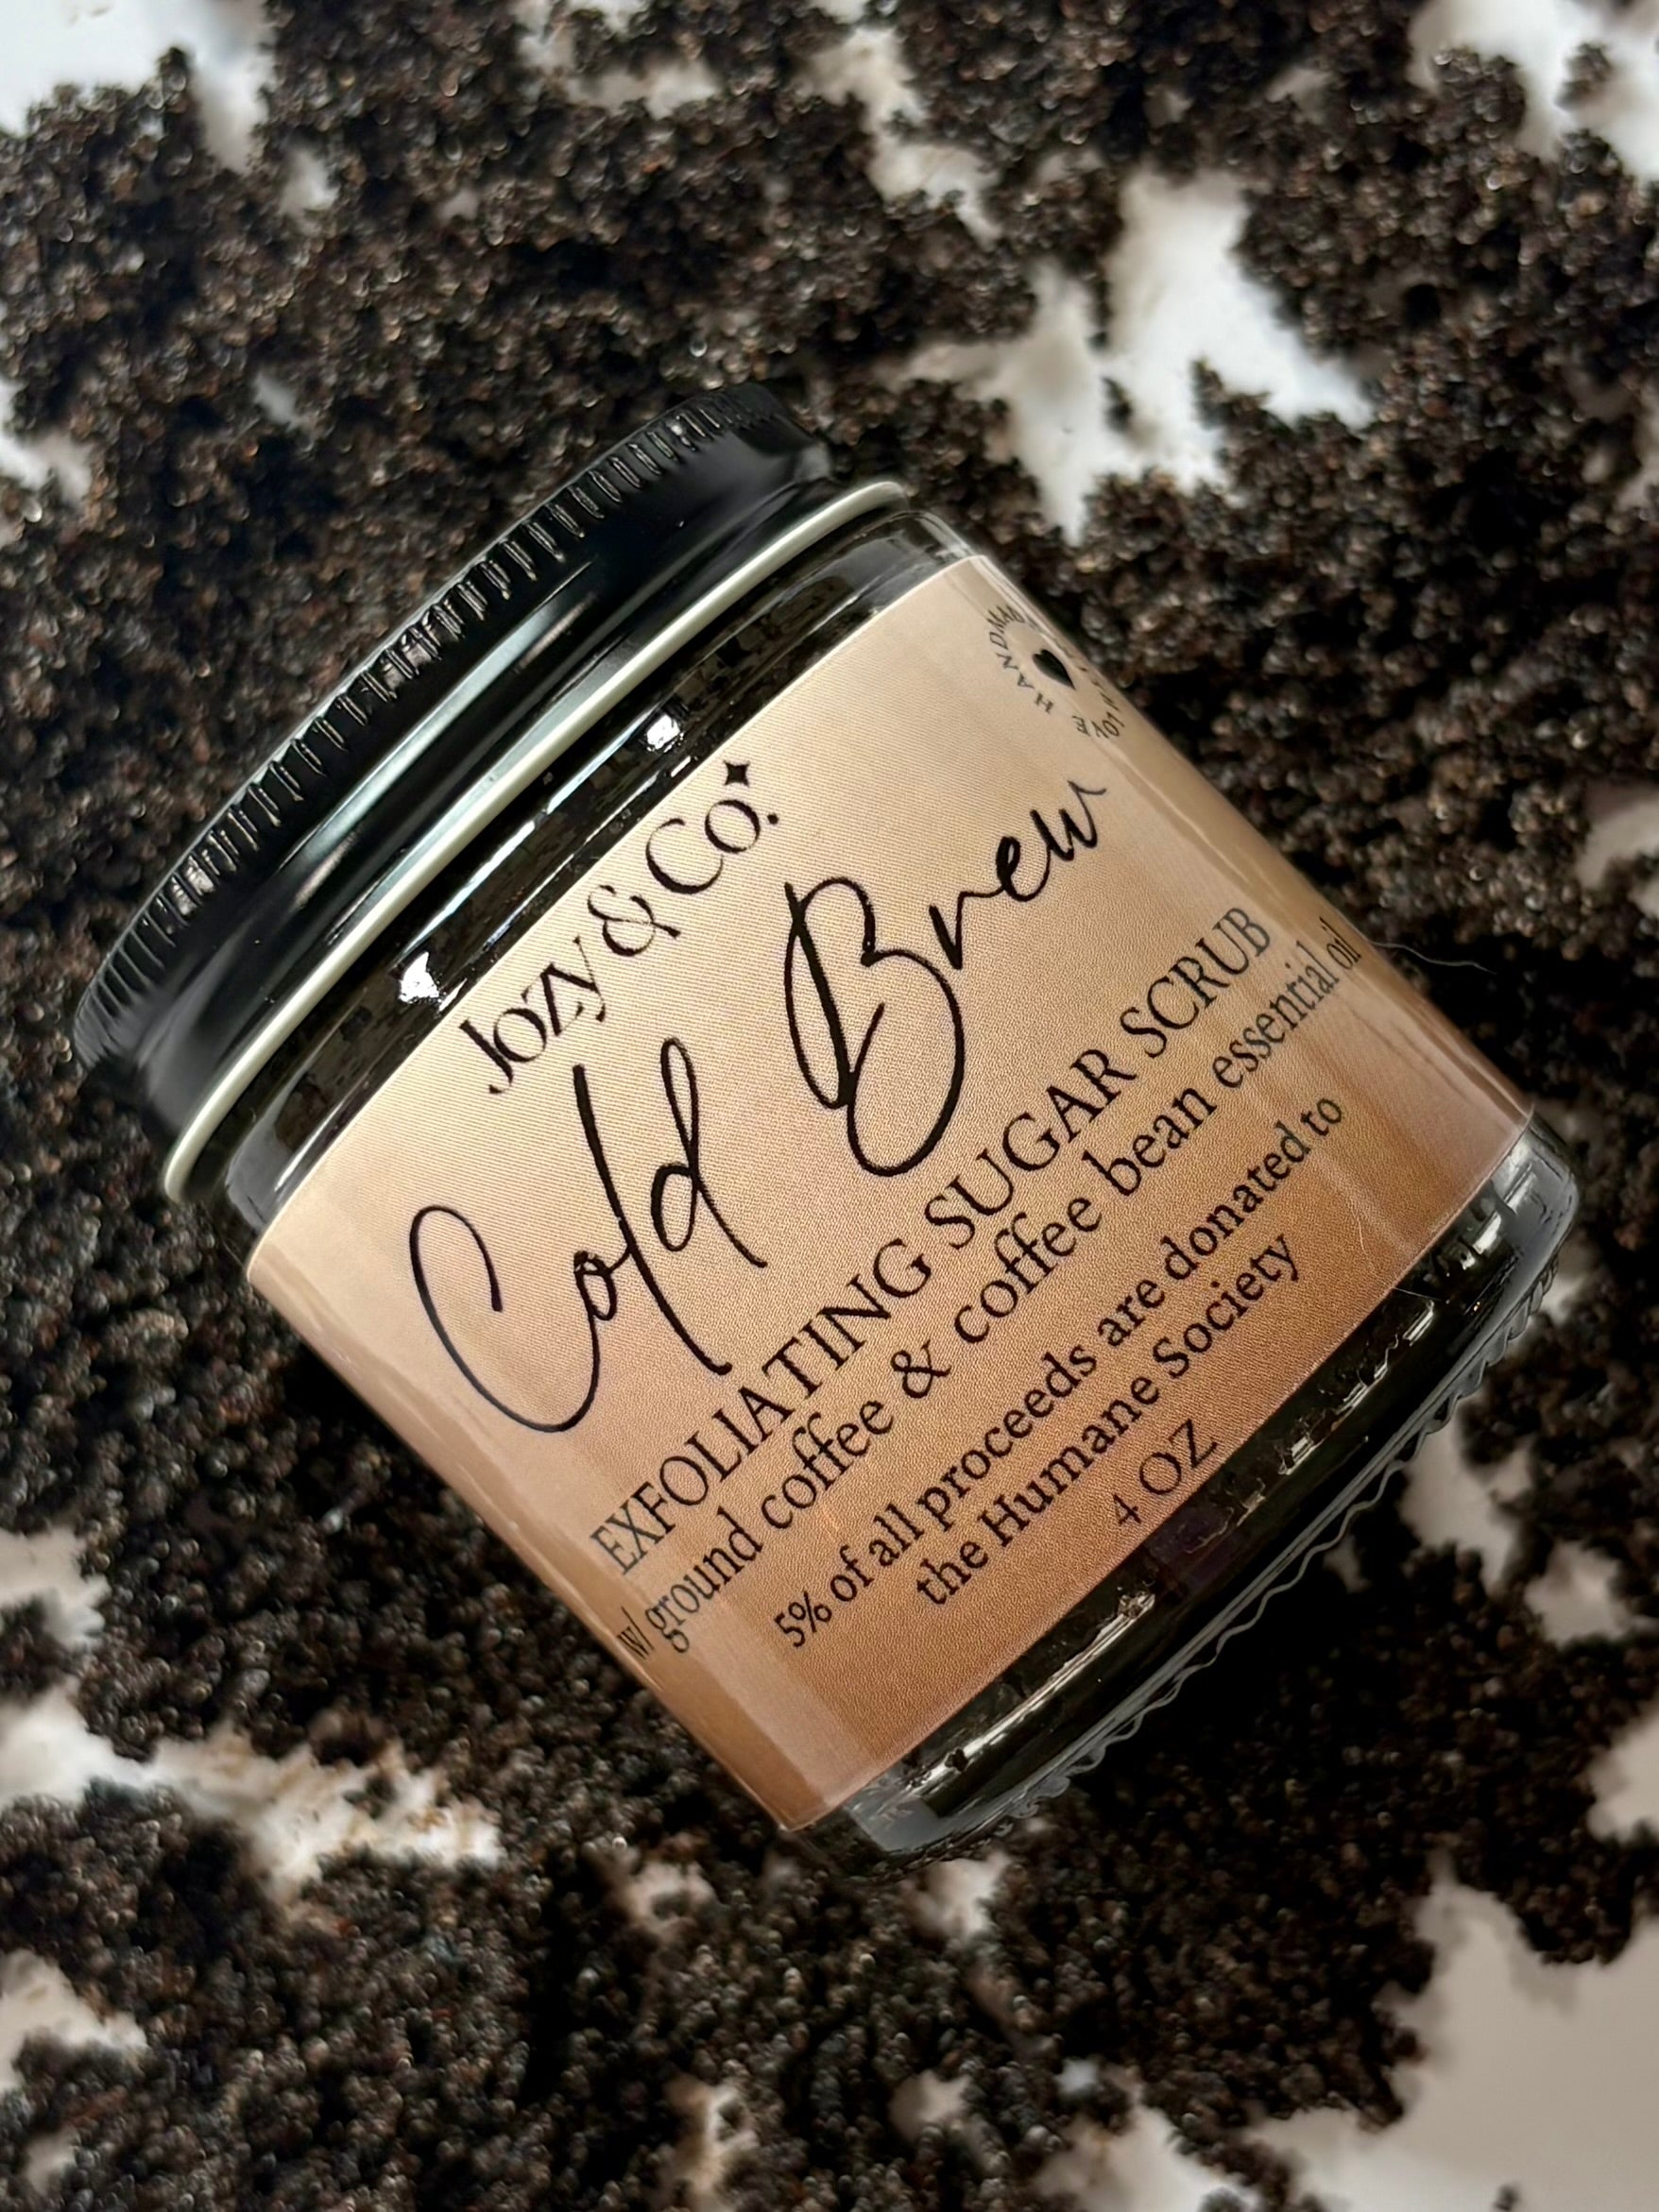 Jozy & Co.
Cold Brew
EXFOLIATING SUGAR SCRUB
w/ ground coffee & coffee bean essential oil
5% of all proceeds are donated to
the Humane Society
4 OZ